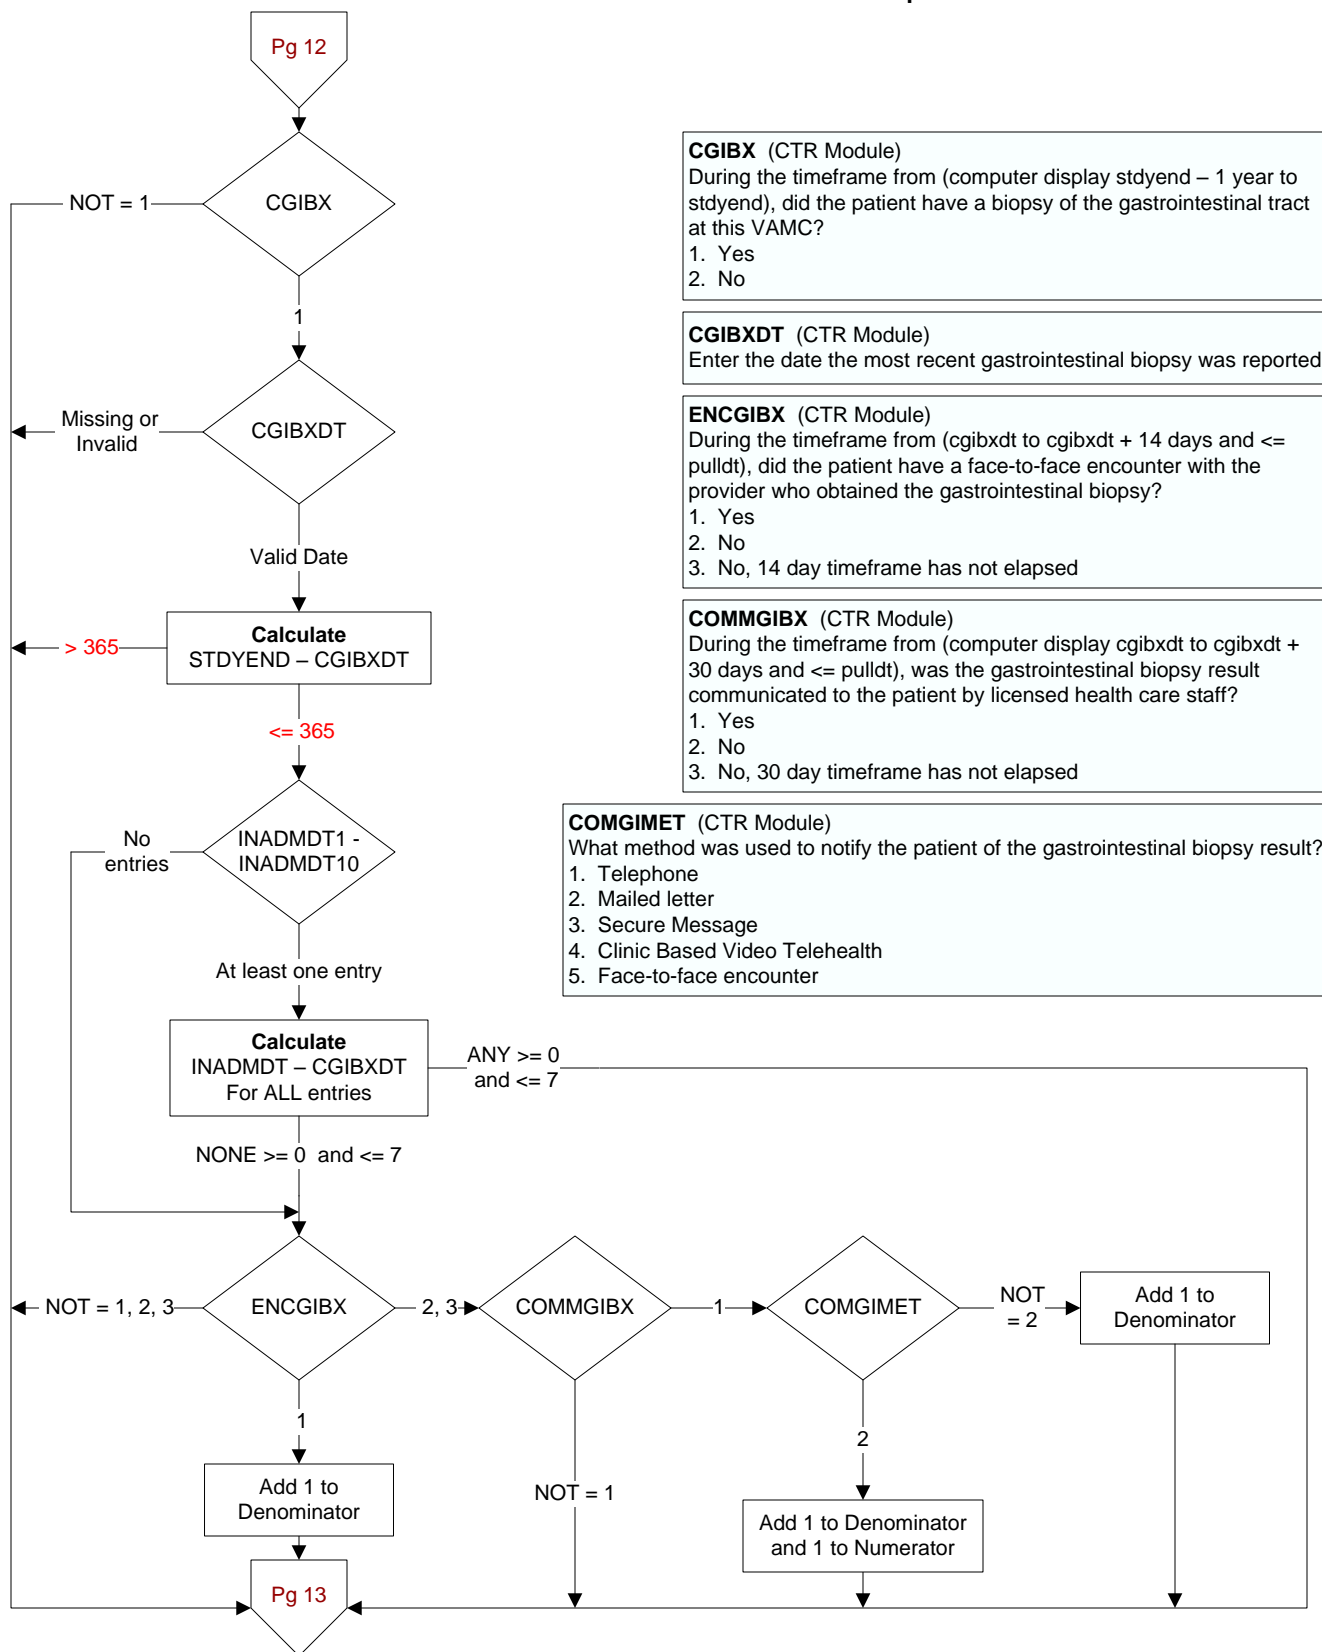 Pg 12
CGIBX
NOT = 1
1
CGIBX (CTR Module)
During the timeframe from (computer display stdyend – 1 year to
stdyend), did the patient have a biopsy of the gastrointestinal tract
at this VAMC?
1. Yes
2. No
CGIBXDT (CTR Module)
Enter the date the most recent gastrointestinal biopsy was reported
CGIBXDT
Missing or
Invalid
Valid Date
ENCGIBX (CTR Module)
During the timeframe from (cgibxdt to cgibxdt + 14 days and <=
pulldt), did the patient have a face-to-face encounter with the
provider who obtained the gastrointestinal biopsy?
1. Yes
2. No
3. No, 14 day timeframe has not elapsed
Calculate
STDYEND – CGIBXDT
> 365
<= 365
COMMGIBX (CTR Module)
During the timeframe from (computer display cgibxdt to cgibxdt +
30 days and <= pulldt), was the gastrointestinal biopsy result
communicated to the patient by licensed health care staff?
1. Yes
2. No
3. No, 30 day timeframe has not elapsed
INADMDT1 -
INADMDT10
No
entries
At least one entry
COMGIMET (CTR Module)
What method was used to notify the patient of the gastrointestinal biopsy result?
1. Telephone
2. Mailed letter
3. Secure Message
4. Clinic Based Video Telehealth
5. Face-to-face encounter
Calculate
INADMDT – CGIBXDT
For ALL entries
ANY >= 0
and <= 7
NONE >= 0 and <= 7
NOT = 1, 2, 3
ENCGIBX
2, 3
COMMGIBX
1
COMGIMET
NOT
= 2
Add 1 to
Denominator
1
2
Add 1 to
Denominator
NOT = 1
Add 1 to Denominator
and 1 to Numerator
Pg 13